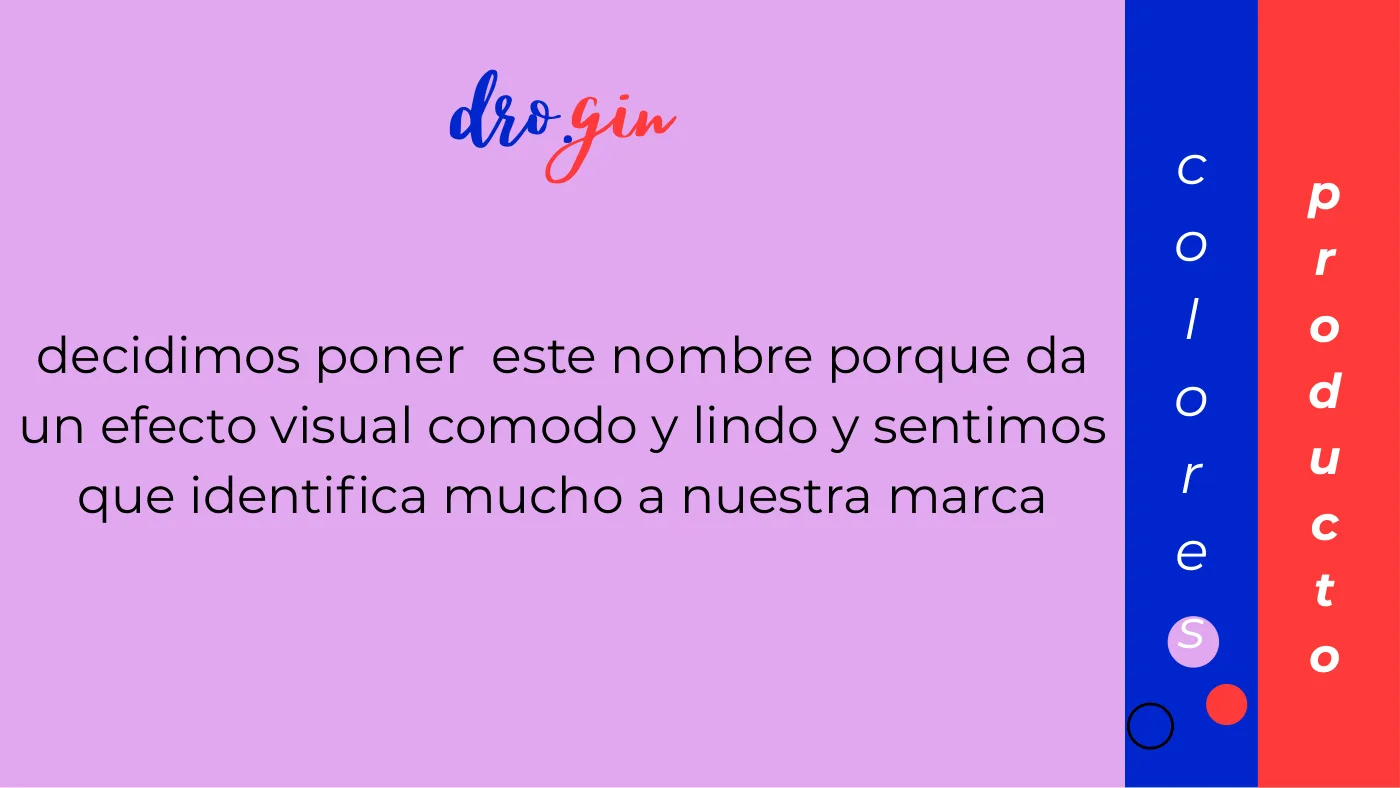 dro.gin
decidimos poner  este nombre porque da
un efecto visual comodo y lindo y sentimos
que identifica mucho a nuestra marca
colores
producto